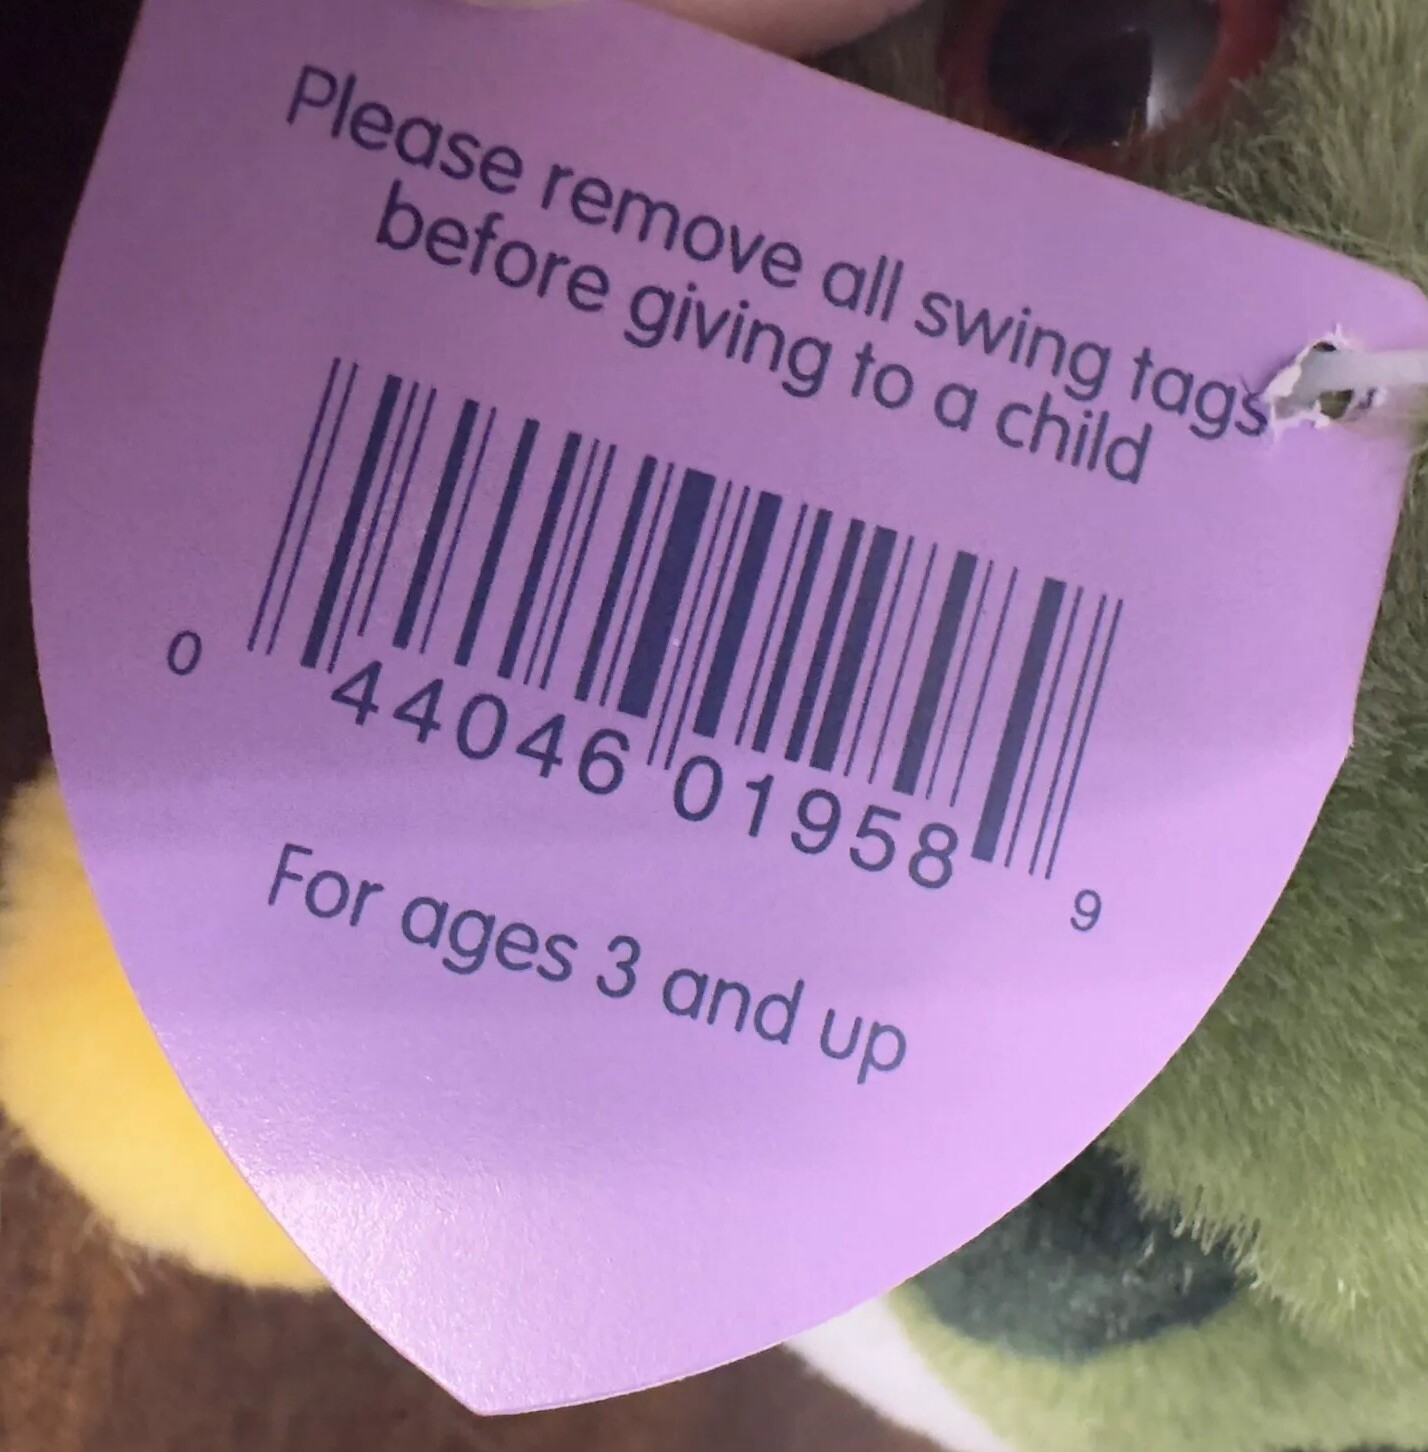 Please remove all swing tags
before giving to a child
0 44046 01958 9
For ages 3 and up